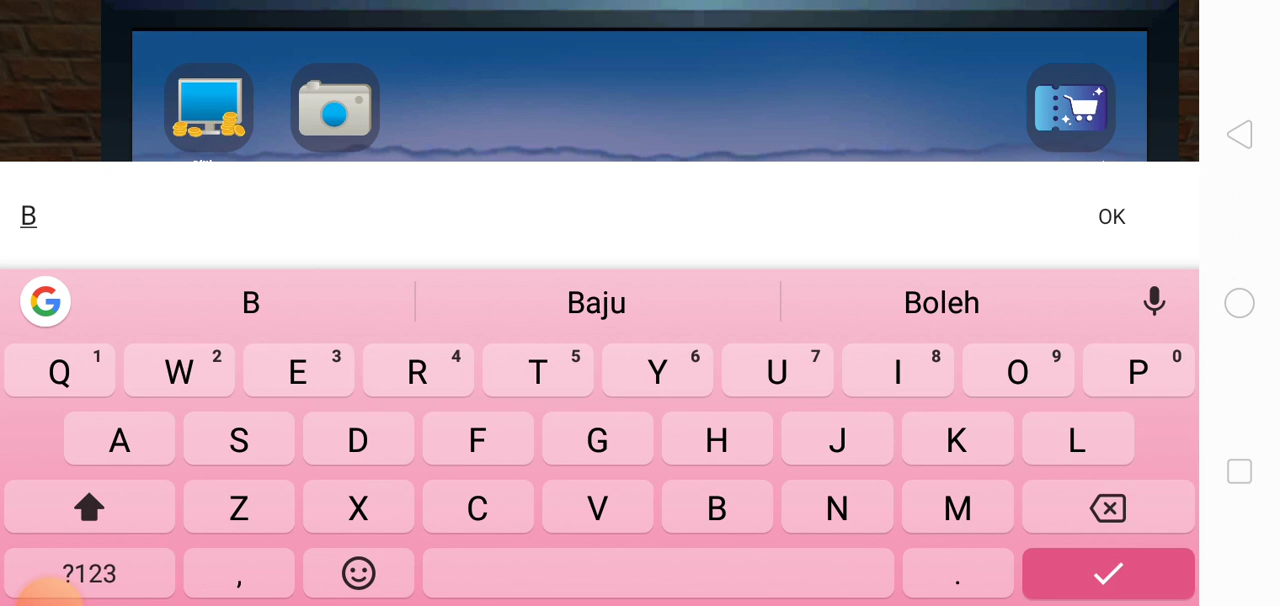 B
OK
G B Baju Boleh
Q 1 W 2 E 3 R 4 T 5 Y 6 U 7 I 8 O 9 P 0
A S D F G H J K L
Z X C V B N M
?123 , .